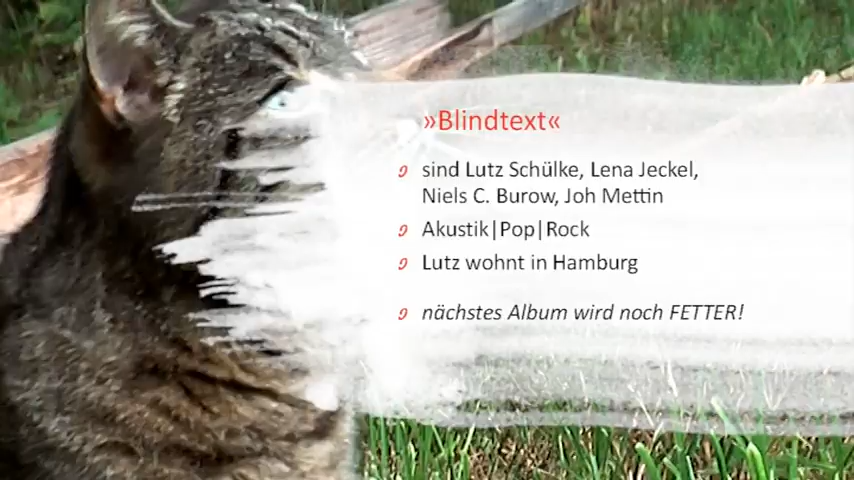 »Blindtext«
sind Lutz Schülke, Lena Jeckel,
Niels C. Burow, Joh Mettin
Akustik|Pop|Rock
Lutz wohnt in Hamburg
nächstes Album wird noch FETTER!